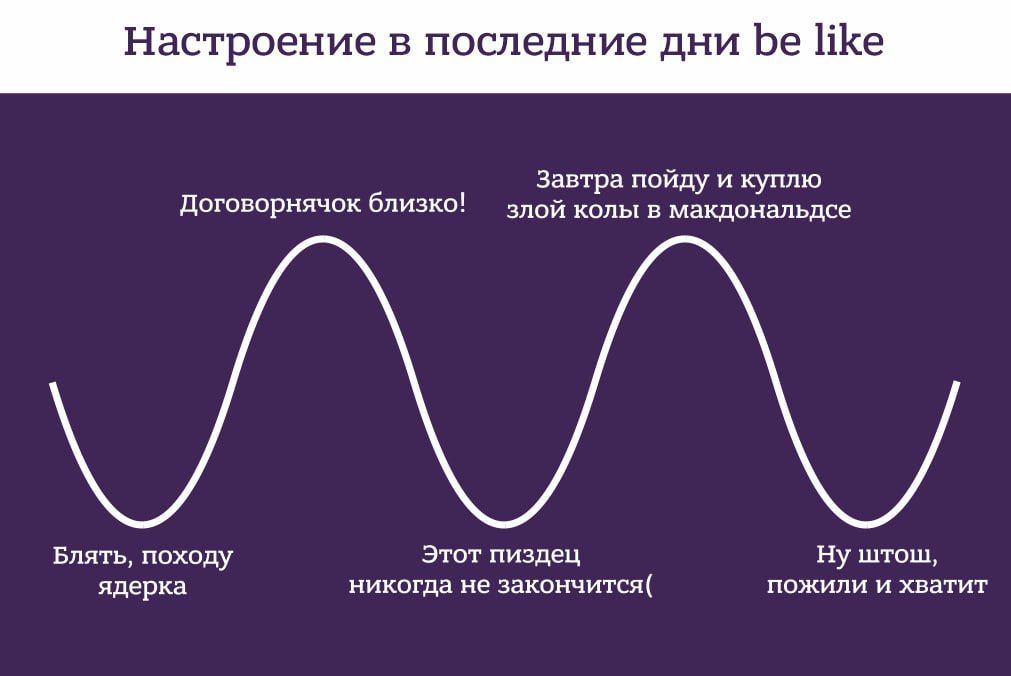 Настроение в последние дни be like
Договорнячок близко!
Завтра пойду и куплю
злой колы в макдональдсе
Блять, походу
ядерка
Этот пиздец
никогда не закончится(
Ну штош,
пожили и хватит